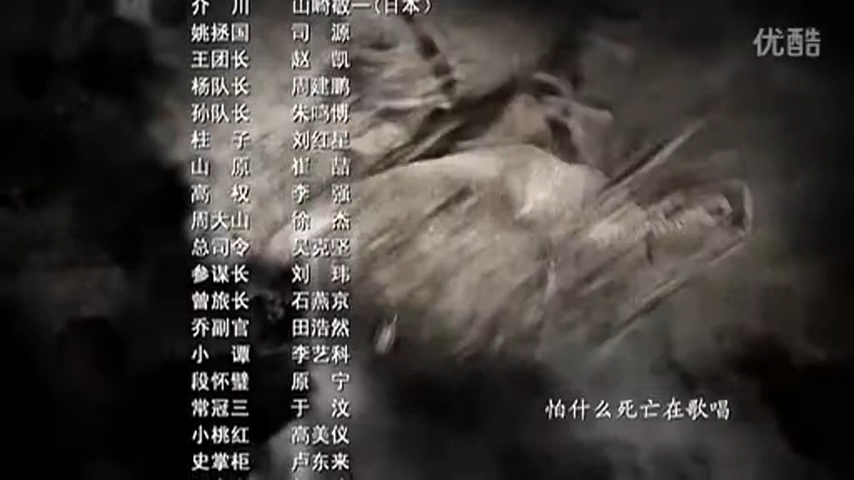 介 川 山崎敬一(日本)
优酷
姚拯国 司 源
王团长 赵 凯
杨队长 周建鹏
孙队长 朱鸣博
柱 子 刘红星
山 原 崔 喆
高 权 李 强
周大山 徐 杰
总司令 吴克坚
参谋长 刘 玮
曾旅长 石燕京
乔副官 田浩然
小 谭 李艺科
段怀璧 原 宁
常冠三 于 汶
怕什么死亡在歌唱
小桃红 高美仪
史掌柜 卢东来